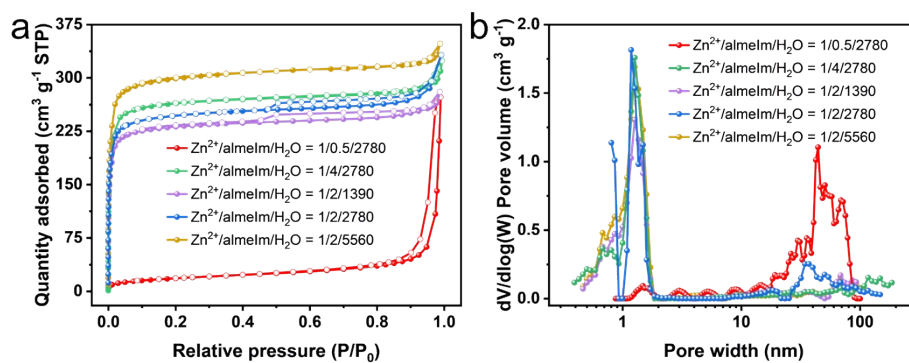 a
375
300
225
150
75
0
Quantity adsorbed (cm³ g⁻¹ STP)
Zn²⁺/almeIm/H₂O = 1/0.5/2780
Zn²⁺/almeIm/H₂O = 1/4/2780
Zn²⁺/almeIm/H₂O = 1/2/1390
Zn²⁺/almeIm/H₂O = 1/2/2780
Zn²⁺/almeIm/H₂O = 1/2/5560
0.0 0.2 0.4 0.6 0.8 1.0
Relative pressure (P/P₀)
b
2.0
1.5
1.0
0.5
0.0
dV/dlog(W) Pore volume (cm³ g⁻¹)
Zn²⁺/almeIm/H₂O = 1/0.5/2780
Zn²⁺/almeIm/H₂O = 1/4/2780
Zn²⁺/almeIm/H₂O = 1/2/1390
Zn²⁺/almeIm/H₂O = 1/2/2780
Zn²⁺/almeIm/H₂O = 1/2/5560
1 10 100
Pore width (nm)